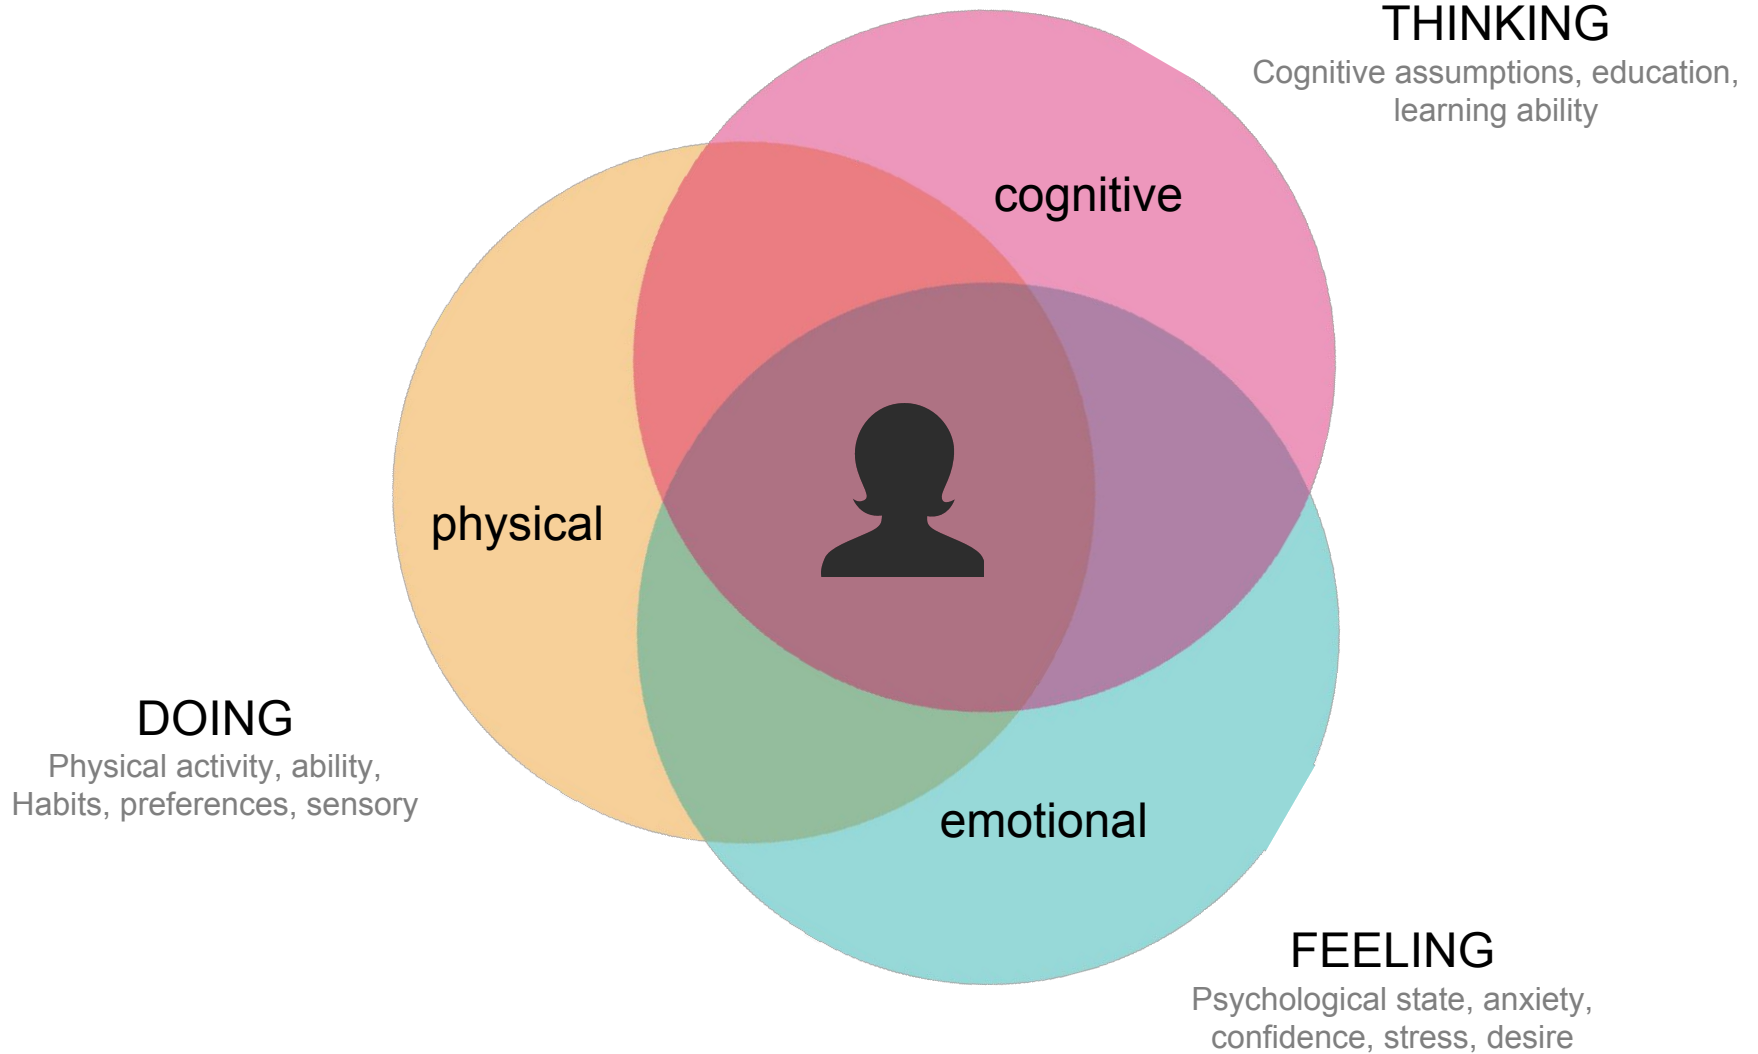 THINKING
Cognitive assumptions, education,
learning ability
cognitive
physical
DOING
Physical activity, ability,
Habits, preferences, sensory
emotional
FEELING
Psychological state, anxiety,
confidence, stress, desire